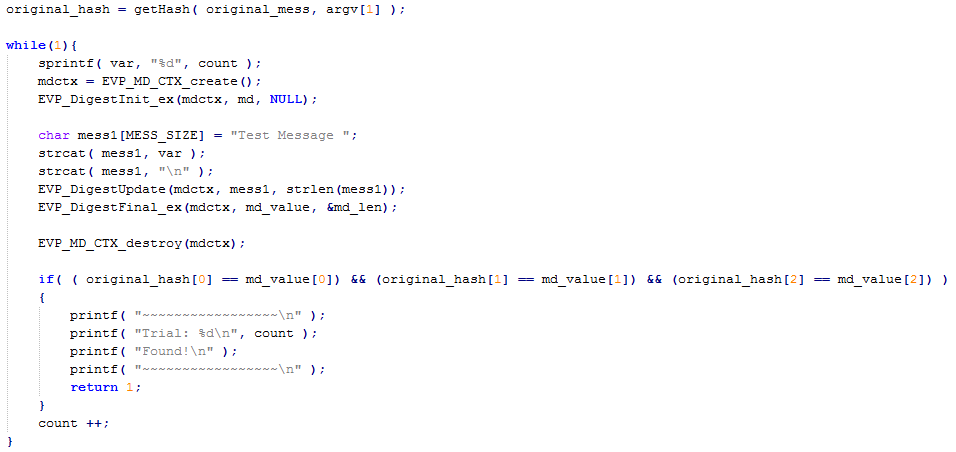 original_hash = getHash( original_mess, argv[1] );
while(1){
sprintf( var, "%d", count );
mdctx = EVP_MD_CTX_create();
EVP_DigestInit_ex(mdctx, md, NULL);
char mess1[MESS_SIZE] = "Test Message ";
strcat( mess1, var );
strcat( mess1, "\n" );
EVP_DigestUpdate(mdctx, mess1, strlen(mess1));
EVP_DigestFinal_ex(mdctx, md_value, &md_len);
EVP_MD_CTX_destroy(mdctx);
if( ( original_hash[0] == md_value[0]) && (original_hash[1] == md_value[1]) && (original_hash[2] == md_value[2]) )
{
printf( "~~~~~~~~~~~~~~~~~\n" );
printf( "Trial: %d\n", count );
printf( "Found!\n" );
printf( "~~~~~~~~~~~~~~~~~\n" );
return 1;
}
count ++;
}